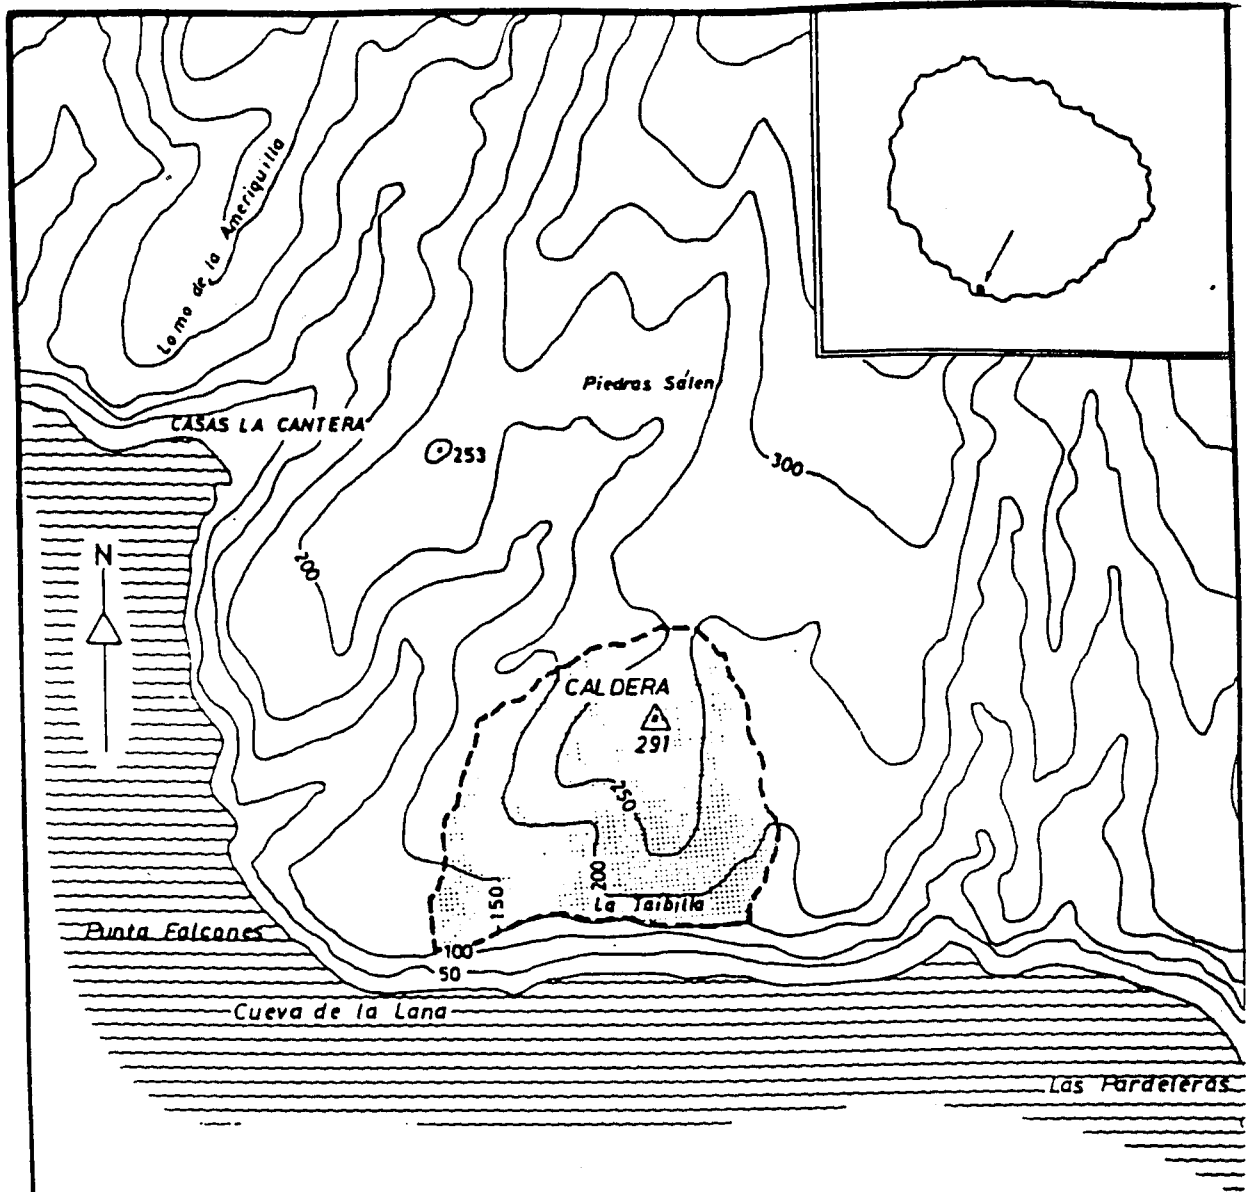 Lomo de la Ameriquilla
Piedras Sálen
CASAS LA CANTERA
253
300
N
200
CALDERA
291
250
200
150
La Taibilla
Punta Falcones
100
50
Cueva de la Lana
Las Pardeleras